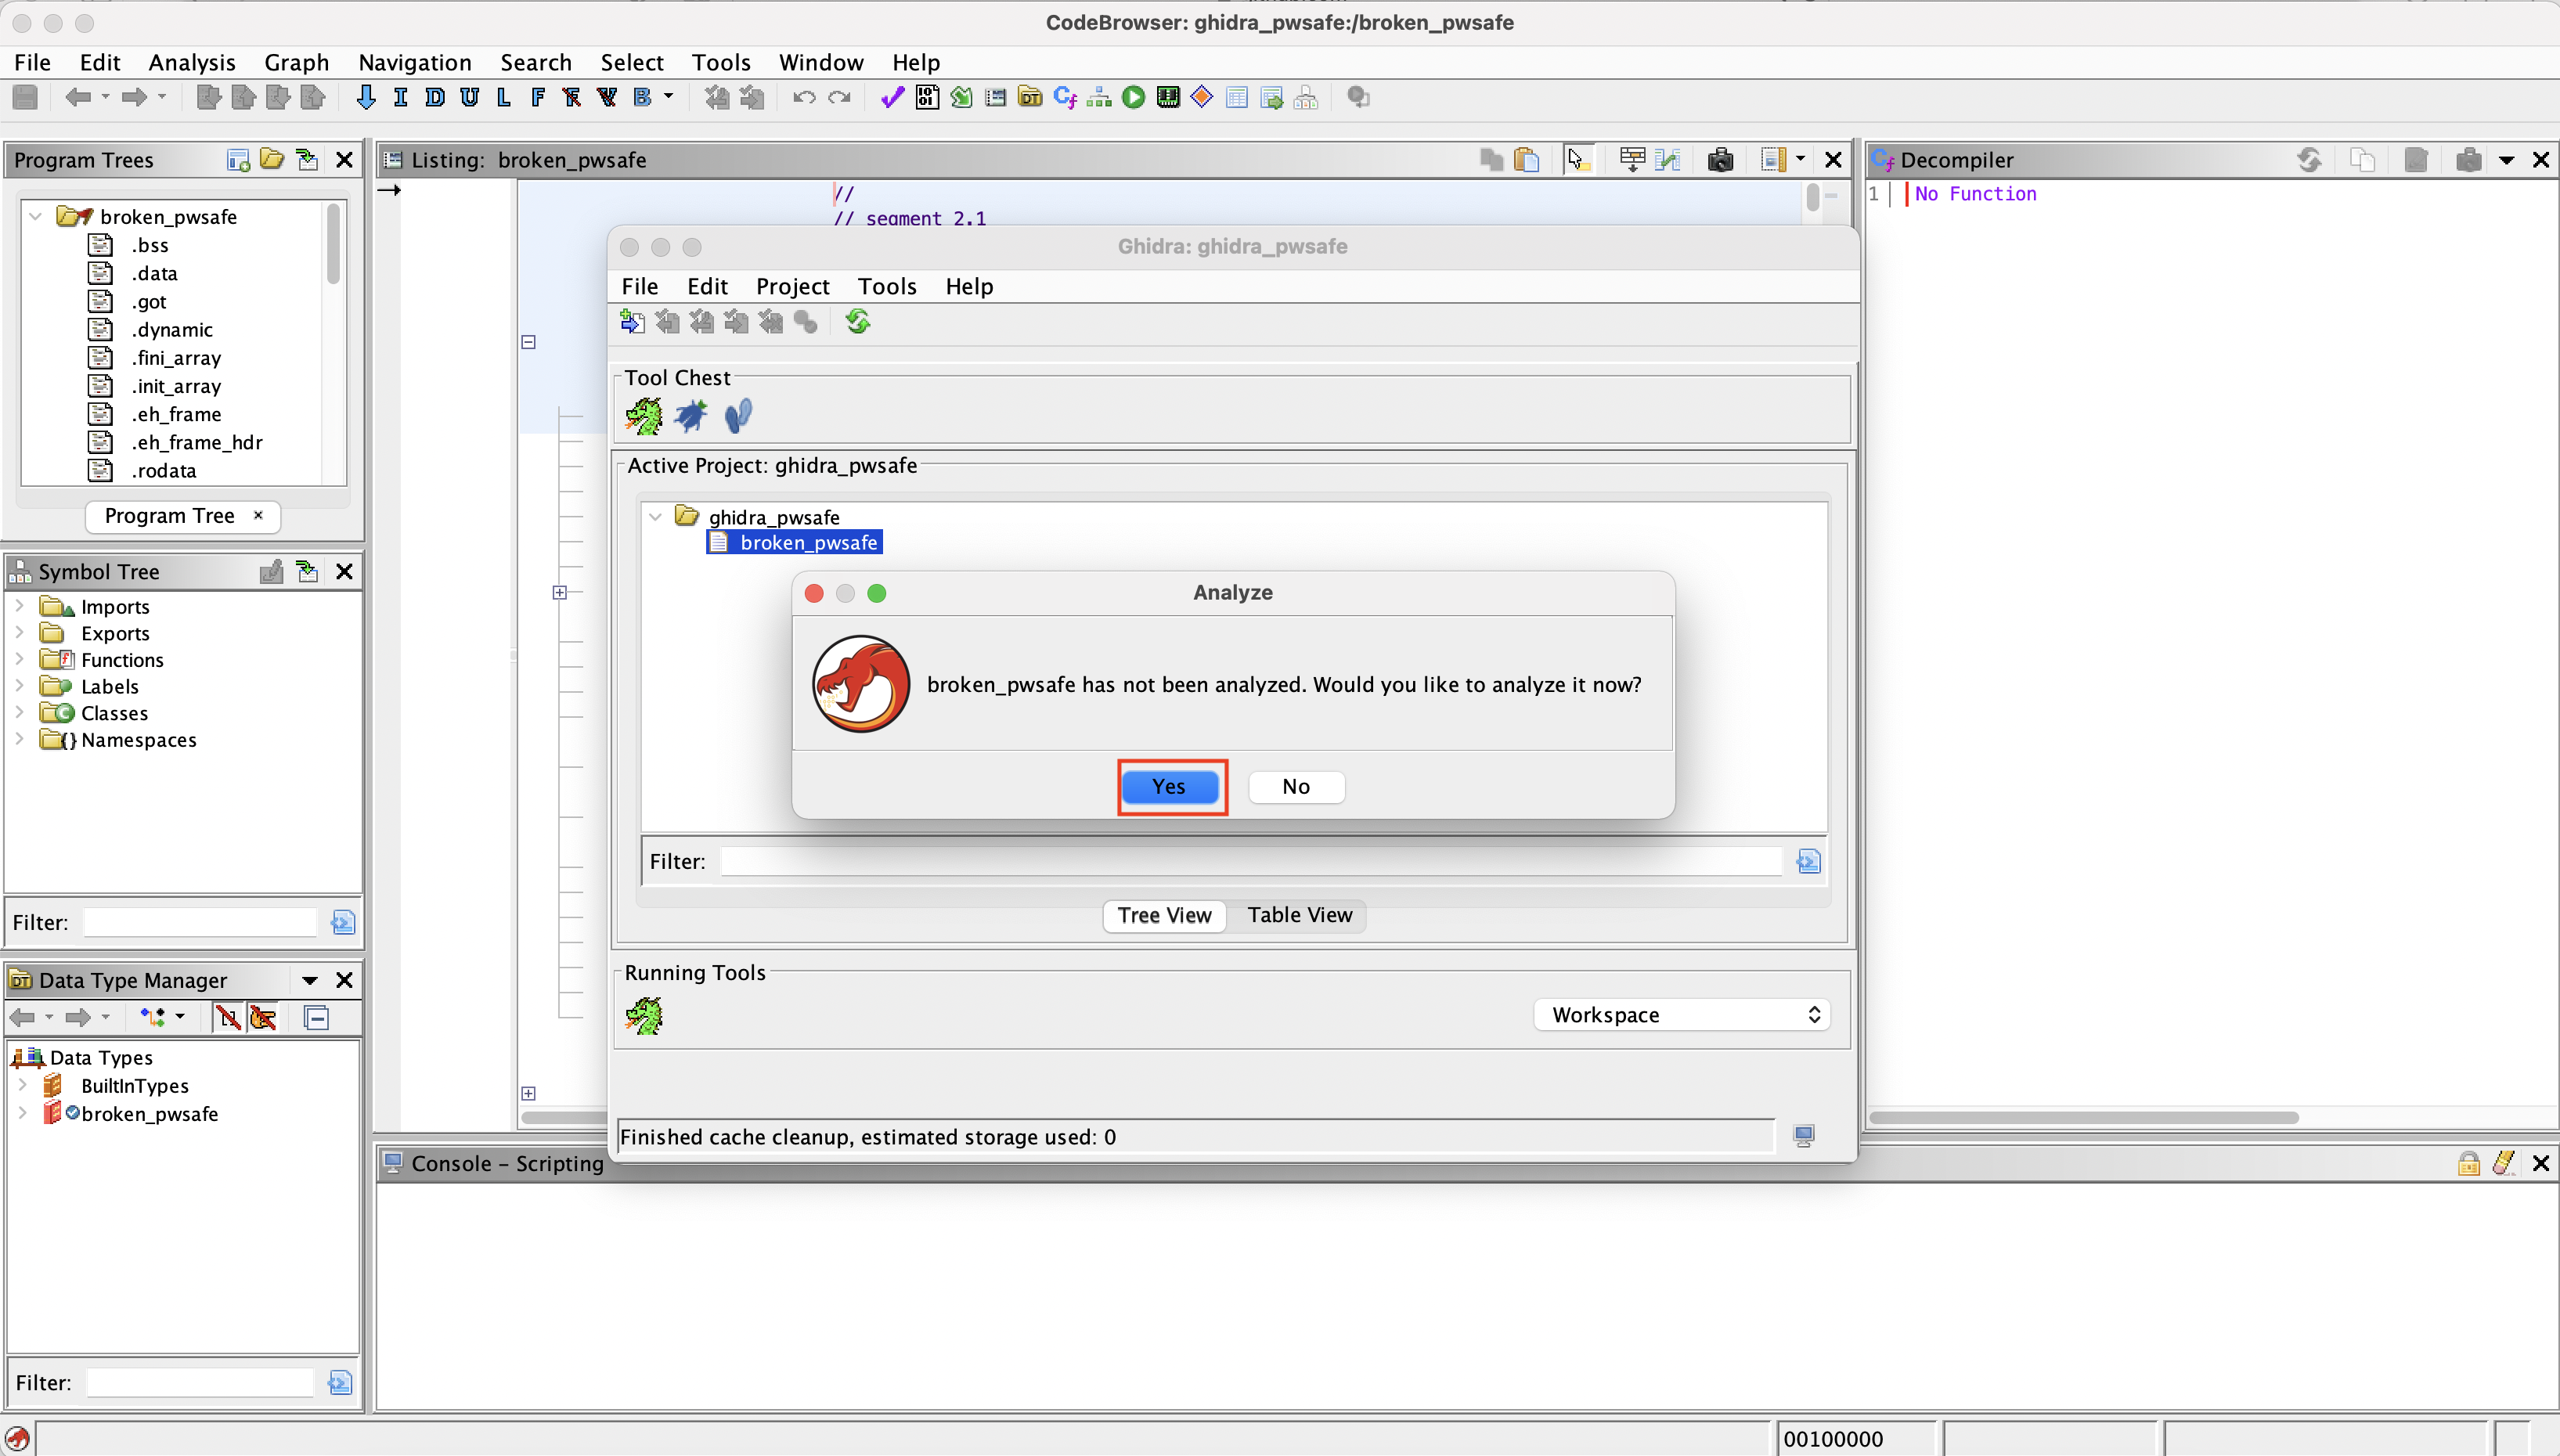 CodeBrowser: ghidra_pwsafe:/broken_pwsafe
File Edit Analysis Graph Navigation Search Select Tools Window Help
I D U L F B
Program Trees
broken_pwsafe
.bss
.data
.got
.dynamic
.fini_array
.init_array
.eh_frame
.eh_frame_hdr
.rodata
Program Tree ×
Symbol Tree
Imports
Exports
Functions
Labels
Classes
Namespaces
Filter:
Data Type Manager
Data Types
BuiltInTypes
broken_pwsafe
Filter:
Listing: broken_pwsafe
//
// segment_2.1
Ghidra: ghidra_pwsafe
File Edit Project Tools Help
Tool Chest
Active Project: ghidra_pwsafe
ghidra_pwsafe
broken_pwsafe
Analyze
broken_pwsafe has not been analyzed. Would you like to analyze it now?
Yes No
Filter:
Tree View Table View
Running Tools
Workspace
Finished cache cleanup, estimated storage used: 0
Decompiler
1 No Function
Console - Scripting
00100000